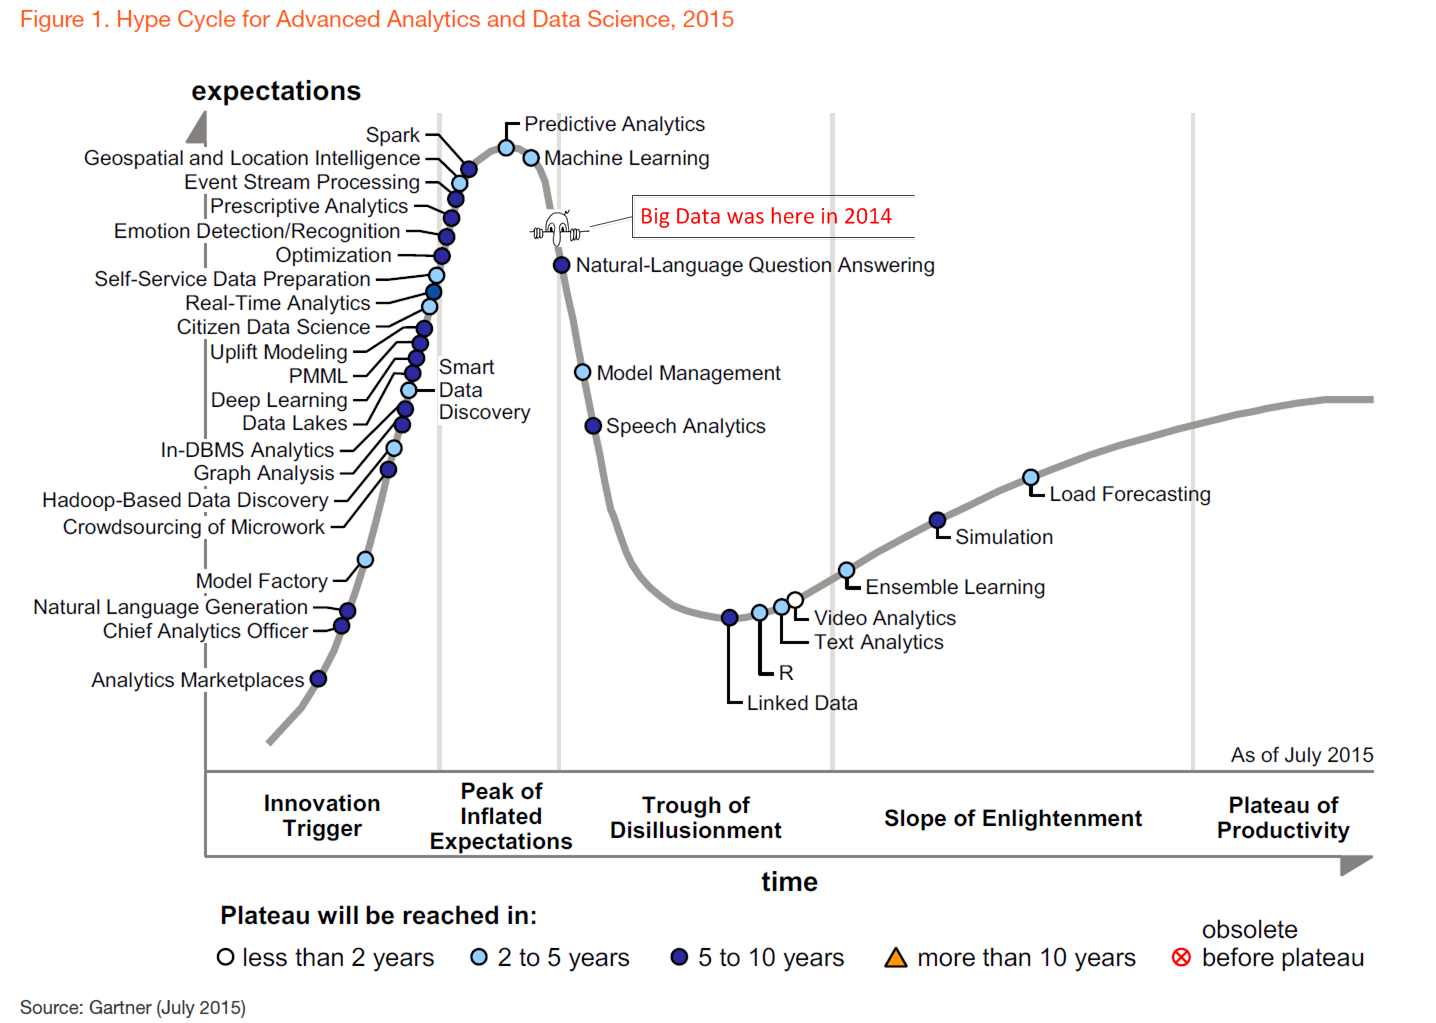 Figure 1. Hype Cycle for Advanced Analytics and Data Science, 2015
expectations
Predictive Analytics
Spark
Machine Learning
Geospatial and Location Intelligence
Event Stream Processing
Prescriptive Analytics
Big Data was here in 2014
Emotion Detection/Recognition
Optimization
Natural-Language Question Answering
Self-Service Data Preparation
Real-Time Analytics
Citizen Data Science
Uplift Modeling
PMML
Deep Learning
Data Lakes
Smart
Data
Discovery
Model Management
Speech Analytics
In-DBMS Analytics
Graph Analysis
Hadoop-Based Data Discovery
Crowdsourcing of Microwork
Model Factory
Natural Language Generation
Chief Analytics Officer
Analytics Marketplaces
Load Forecasting
Simulation
Ensemble Learning
Video Analytics
Text Analytics
R
Linked Data
As of July 2015
Innovation
Trigger
Peak of
Inflated
Expectations
Trough of
Disillusionment
Slope of Enlightenment
Plateau of
Productivity
time
Plateau will be reached in:
less than 2 years
2 to 5 years
5 to 10 years
more than 10 years
obsolete
before plateau
Source: Gartner (July 2015)